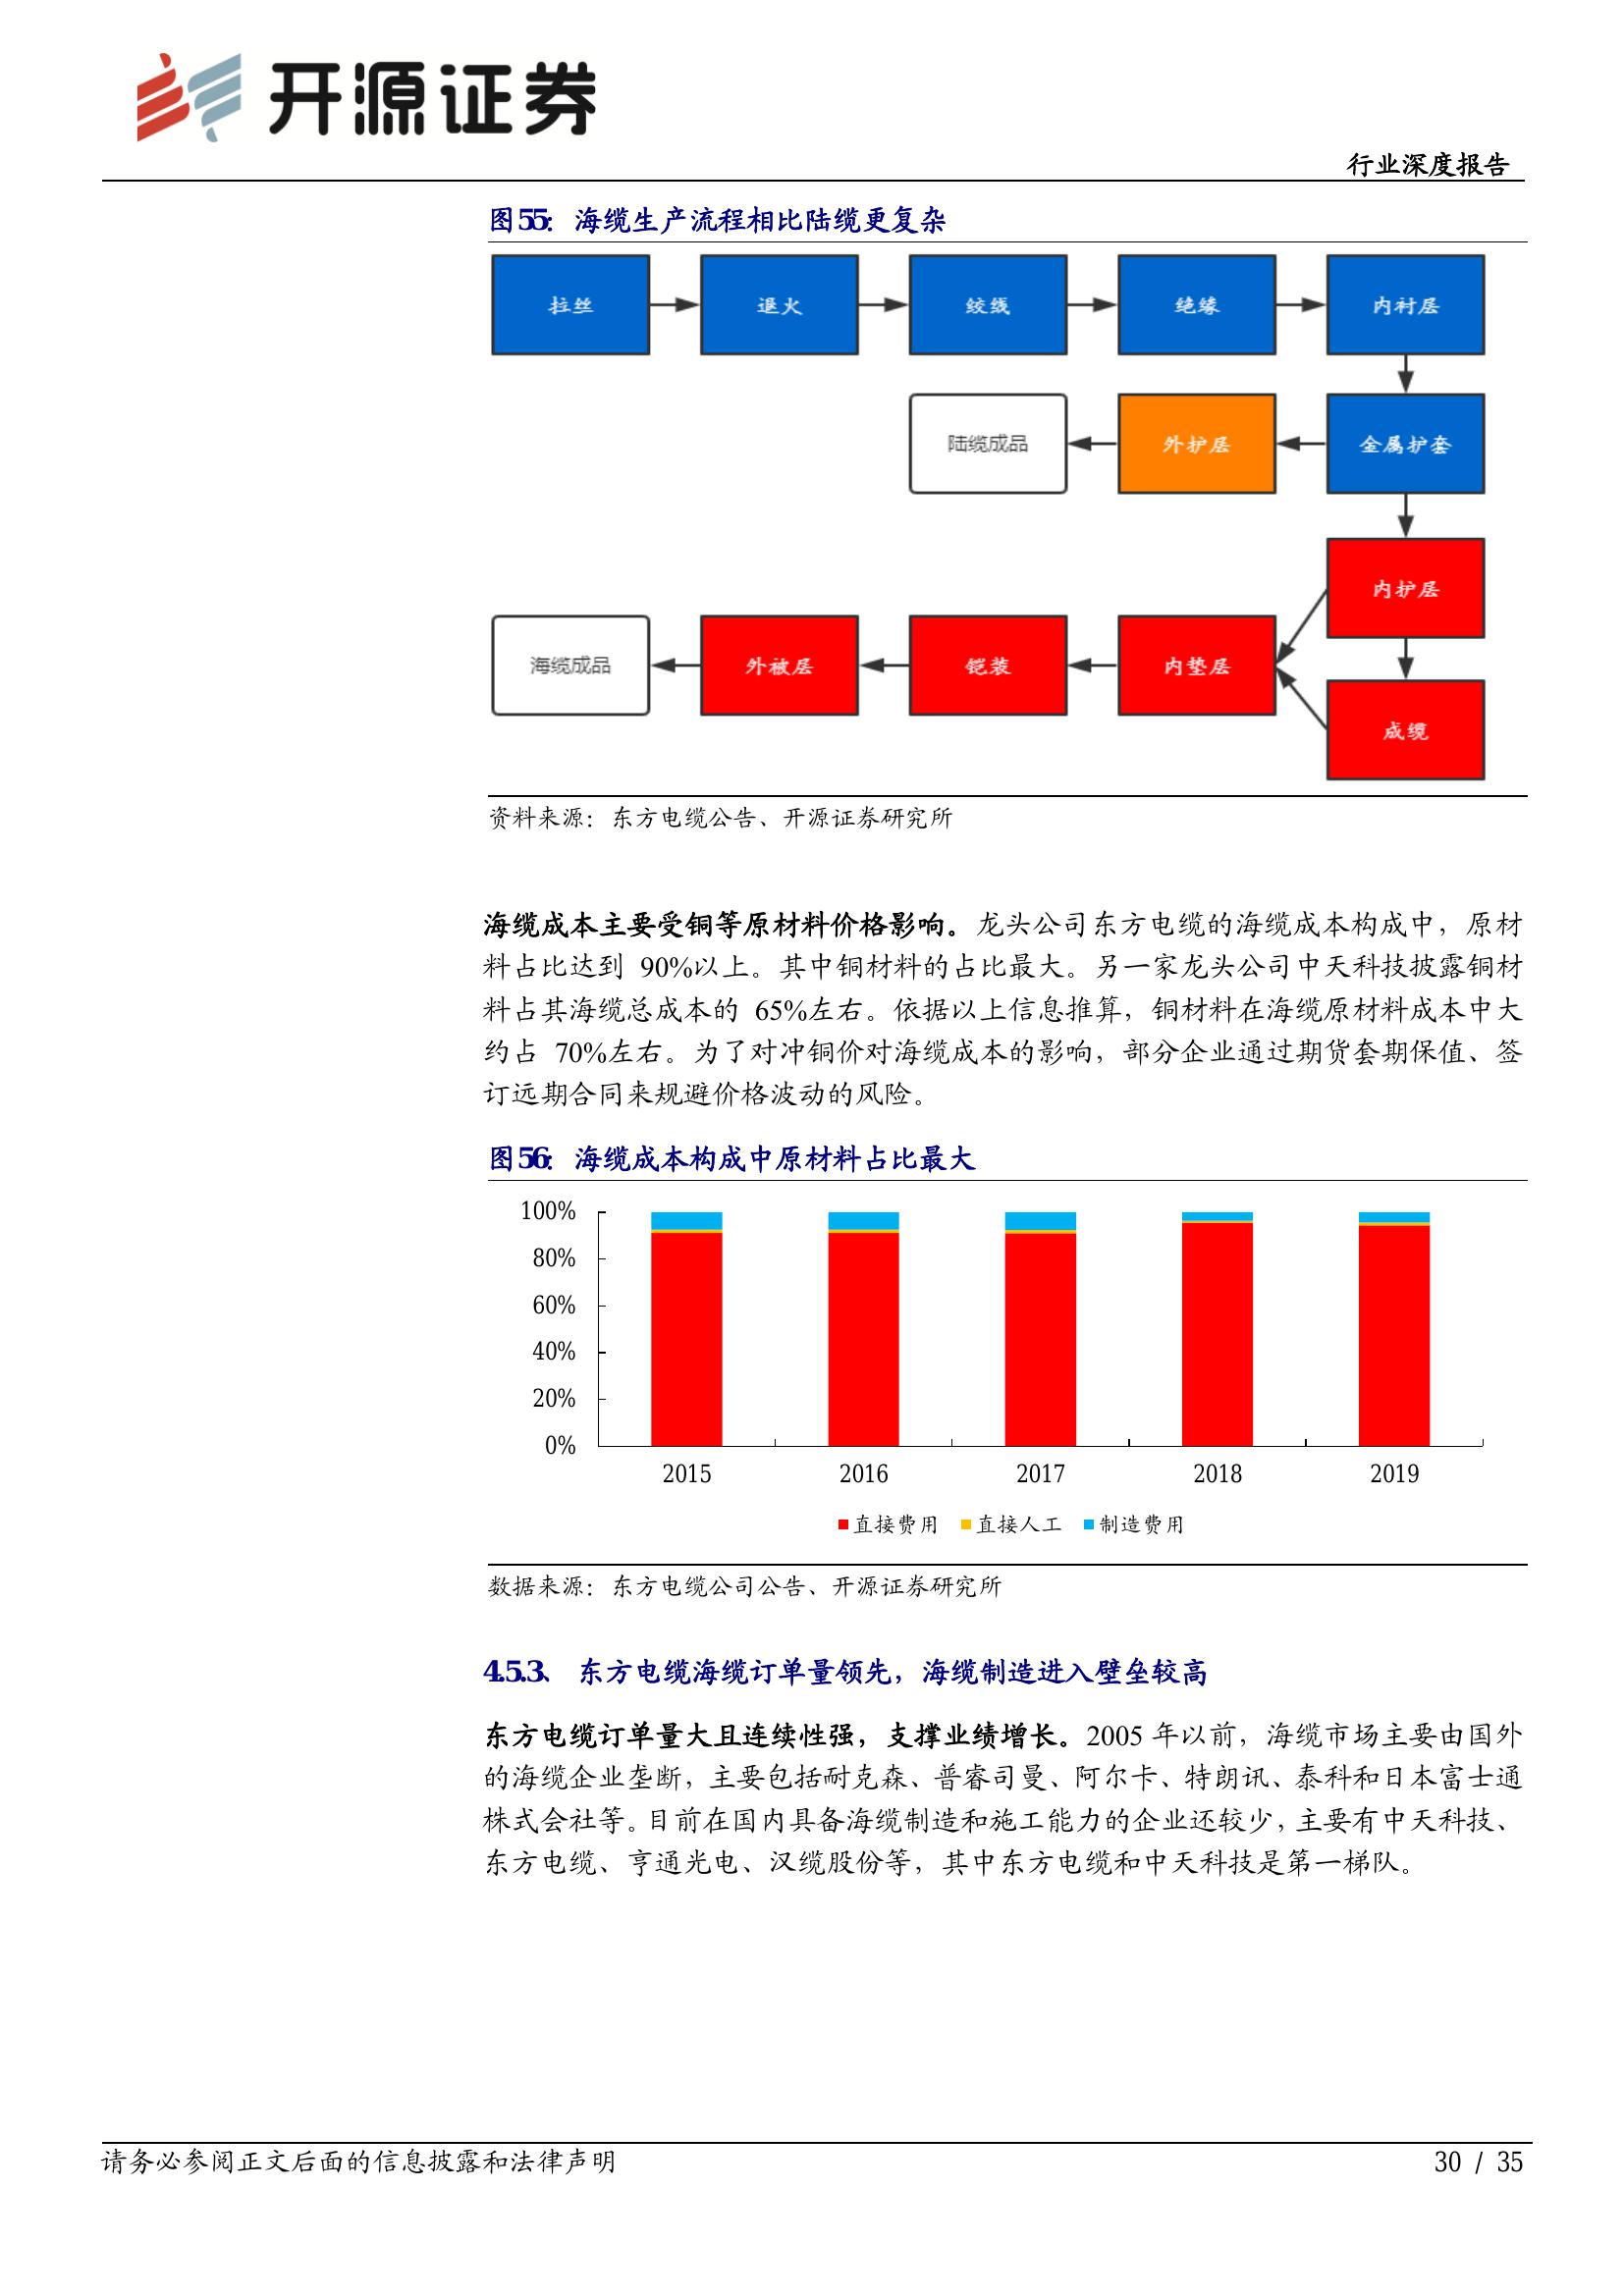 开源证券
行业深度报告
图55：海缆生产流程相比陆缆更复杂
拉丝 退火 绞线 绝缘 内衬层
陆缆成品 外护层 金属护套
内护层
海缆成品 外被层 铠装 内垫层
成缆
资料来源：东方电缆公告、开源证券研究所
海缆成本主要受铜等原材料价格影响。龙头公司东方电缆的海缆成本构成中，原材
料占比达到 90%以上。其中铜材料的占比最大。另一家龙头公司中天科技披露铜材
料占其海缆总成本的 65%左右。依据以上信息推算，铜材料在海缆原材料成本中大
约占 70%左右。为了对冲铜价对海缆成本的影响，部分企业通过期货套期保值、签
订远期合同来规避价格波动的风险。
图56：海缆成本构成中原材料占比最大
100%
80%
60%
40%
20%
0%
2015 2016 2017 2018 2019
直接费用 直接人工 制造费用
数据来源：东方电缆公司公告、开源证券研究所
4.5.3、 东方电缆海缆订单量领先，海缆制造进入壁垒较高
东方电缆订单量大且连续性强，支撑业绩增长。2005 年以前，海缆市场主要由国外
的海缆企业垄断，主要包括耐克森、普睿司曼、阿尔卡、特朗讯、泰科和日本富士通
株式会社等。目前在国内具备海缆制造和施工能力的企业还较少，主要有中天科技、
东方电缆、亨通光电、汉缆股份等，其中东方电缆和中天科技是第一梯队。
请务必参阅正文后面的信息披露和法律声明
30 / 35